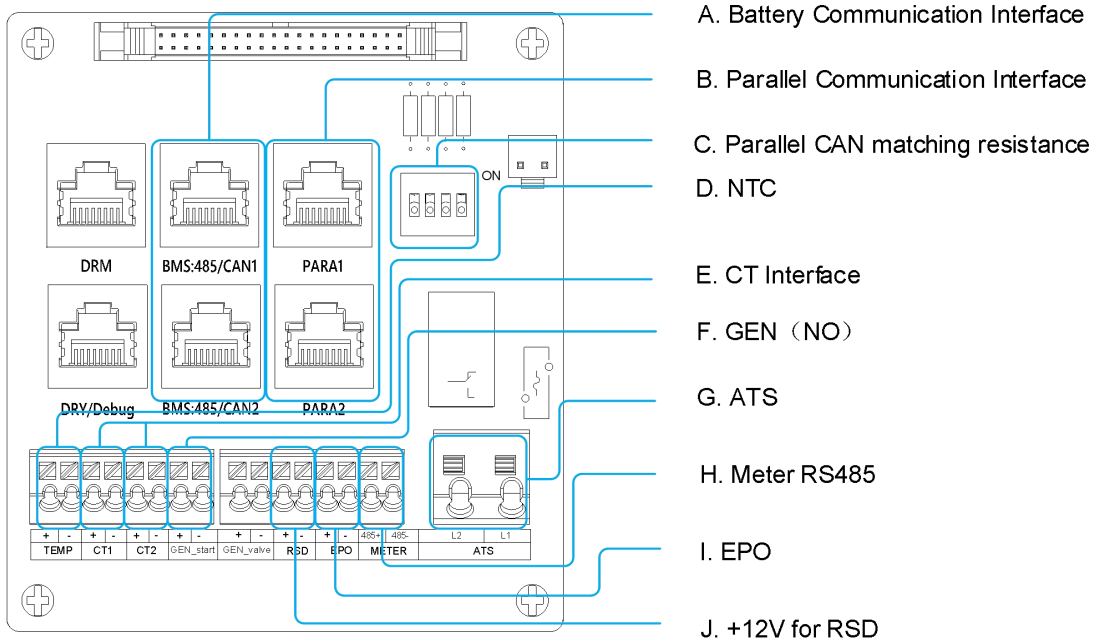 A. Battery Communication Interface
B. Parallel Communication Interface
C. Parallel CAN matching resistance
ON
D. NTC
DRM BMS:485/CAN1 PARA1
E. CT Interface
F. GEN（NO）
G. ATS
DRY/Debug BMS:485/CAN2 PARA2
H. Meter RS485
+ - + - + - + - + - + - + - 485+ 485- L2 L1
TEMP CT1 CT2 GEN_start GEN_valve RSD EPO METER ATS
I. EPO
J. +12V for RSD